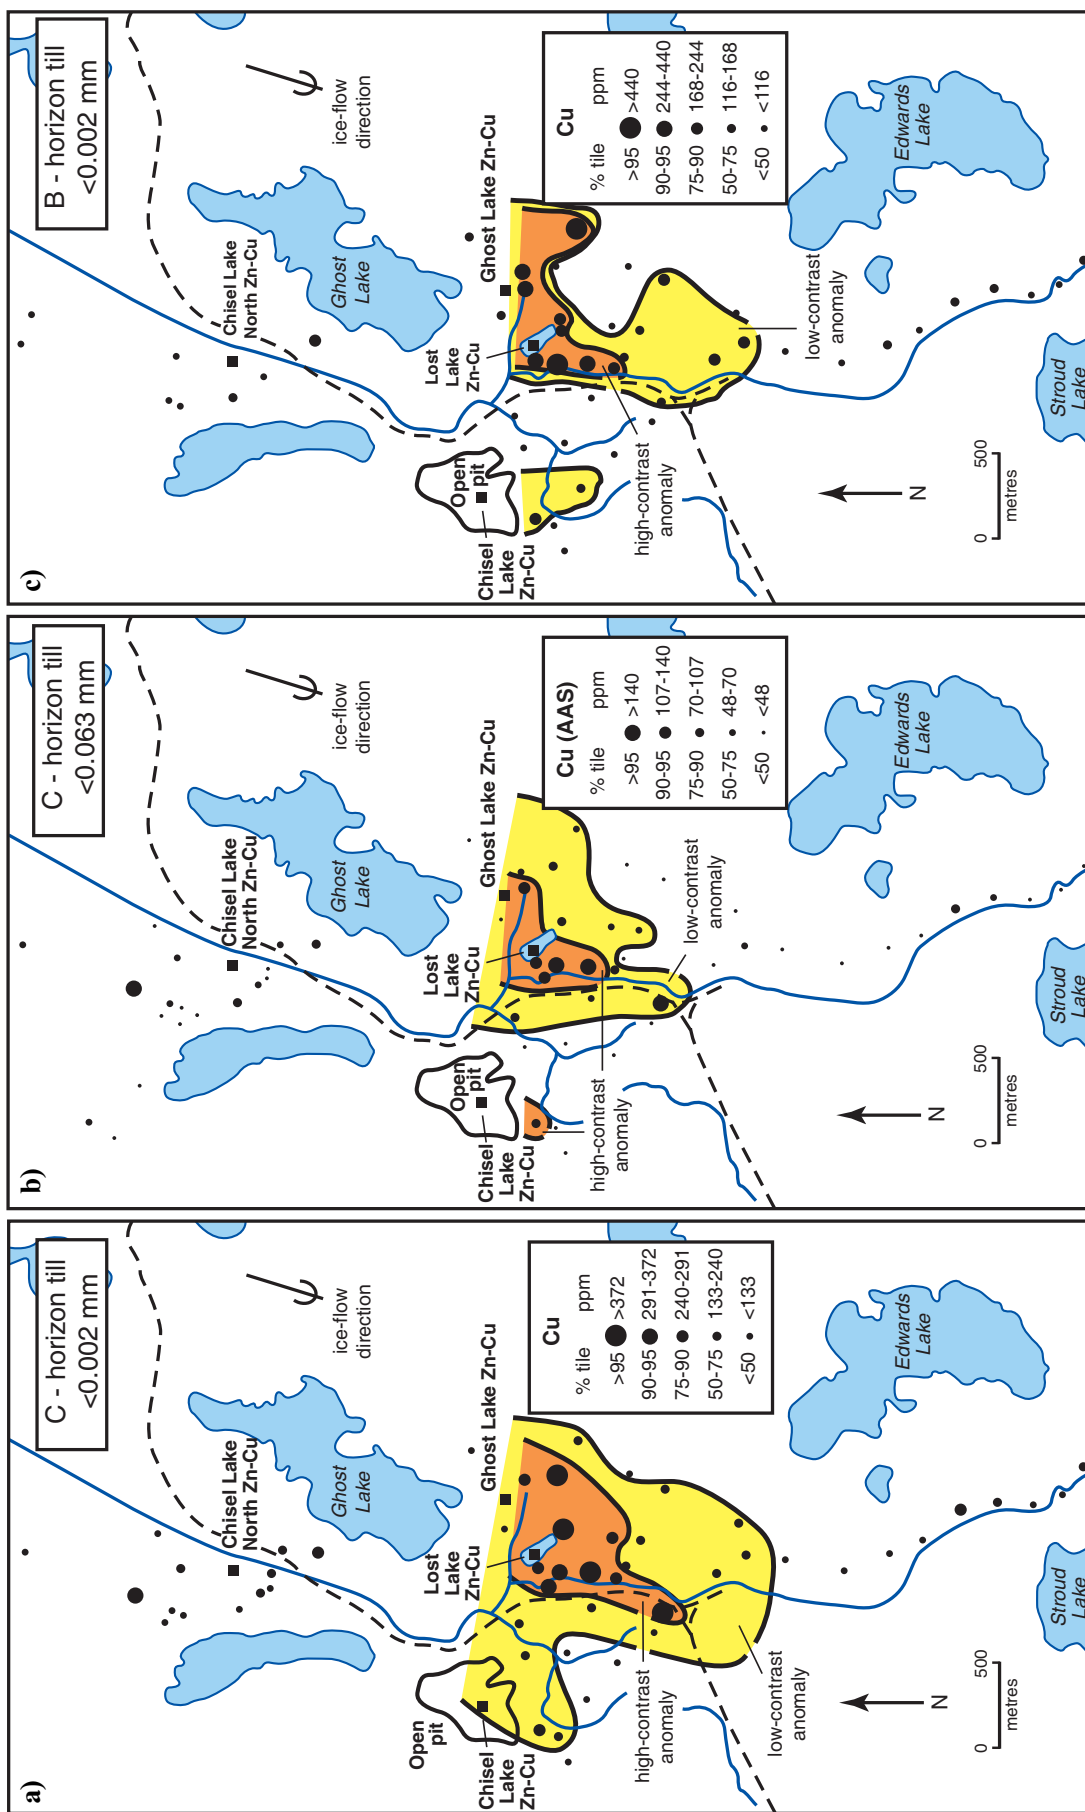 a)
C - horizon till
<0.002 mm
Chisel Lake
North Zn-Cu
Ghost
Lake
ice-flow
direction
Open
pit
Chisel
Lake
Zn-Cu
Lost
Lake
Zn-Cu
Ghost Lake Zn-Cu
high-contrast
anomaly
low-contrast
anomaly
Cu
% tile ppm
>95 >372
90-95 291-372
75-90 240-291
50-75 133-240
<50 <133
Edwards
Lake
Stroud
Lake
N
0 500
metres
b)
C - horizon till
<0.063 mm
Chisel Lake
North Zn-Cu
Ghost
Lake
ice-flow
direction
Open
pit
Chisel
Lake
Zn-Cu
Lost
Lake
Zn-Cu
Ghost Lake Zn-Cu
high-contrast
anomaly
low-contrast
anomaly
Cu (AAS)
% tile ppm
>95 >140
90-95 107-140
75-90 70-107
50-75 48-70
<50 <48
Edwards
Lake
Stroud
Lake
N
0 500
metres
c)
B - horizon till
<0.002 mm
Chisel Lake
North Zn-Cu
Ghost
Lake
ice-flow
direction
Open
pit
Chisel
Lake
Zn-Cu
Lost
Lake
Zn-Cu
Ghost Lake Zn-Cu
high-contrast
anomaly
low-contrast
anomaly
Cu
% tile ppm
>95 >440
90-95 244-440
75-90 168-244
50-75 116-168
<50 <116
Edwards
Lake
Stroud
Lake
N
0 500
metres